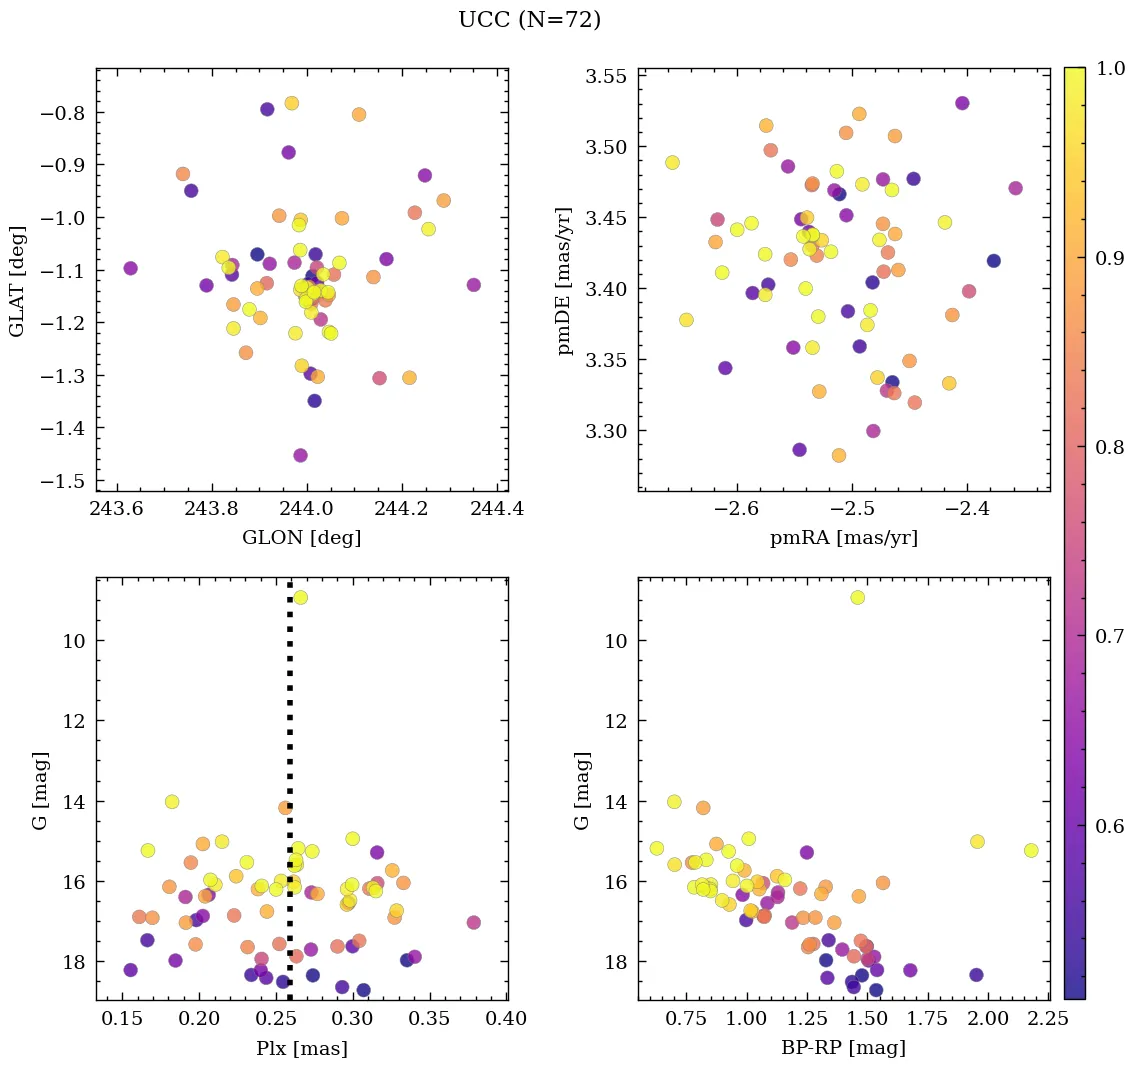 UCC (N=72)
−0.8
−0.9
−1.0
−1.1
−1.2
−1.3
−1.4
−1.5
GLAT [deg]
243.6 243.8 244.0 244.2 244.4
GLON [deg]
3.55
3.50
3.45
3.40
3.35
3.30
pmDE [mas/yr]
−2.6 −2.5 −2.4
pmRA [mas/yr]
10
12
14
16
18
G [mag]
0.15 0.20 0.25 0.30 0.35 0.40
Plx [mas]
10
12
14
16
18
G [mag]
0.75 1.00 1.25 1.50 1.75 2.00 2.25
BP-RP [mag]
1.0
0.9
0.8
0.7
0.6